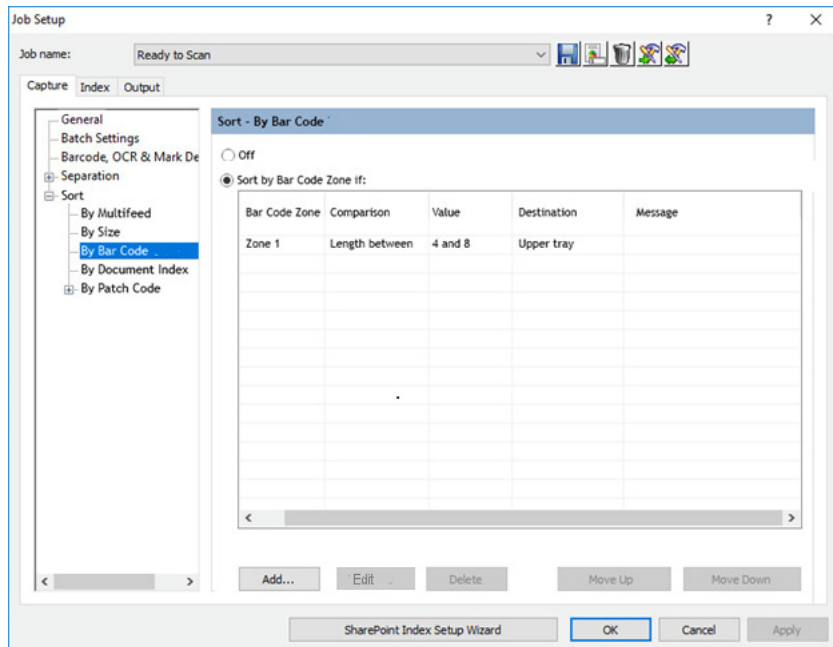 Job Setup ? ×
Job name: Ready to Scan
Capture Index Output
General
Batch Settings
Barcode, OCR & Mark De
Separation
Sort
By Multifeed
By Size
By Bar Code
By Document Index
By Patch Code
Sort - By Bar Code
Off
Sort by Bar Code Zone if:
Bar Code Zone Comparison Value Destination Message
Zone 1 Length between 4 and 8 Upper tray
Add... Edit Delete Move Up Move Down
SharePoint Index Setup Wizard OK Cancel Apply